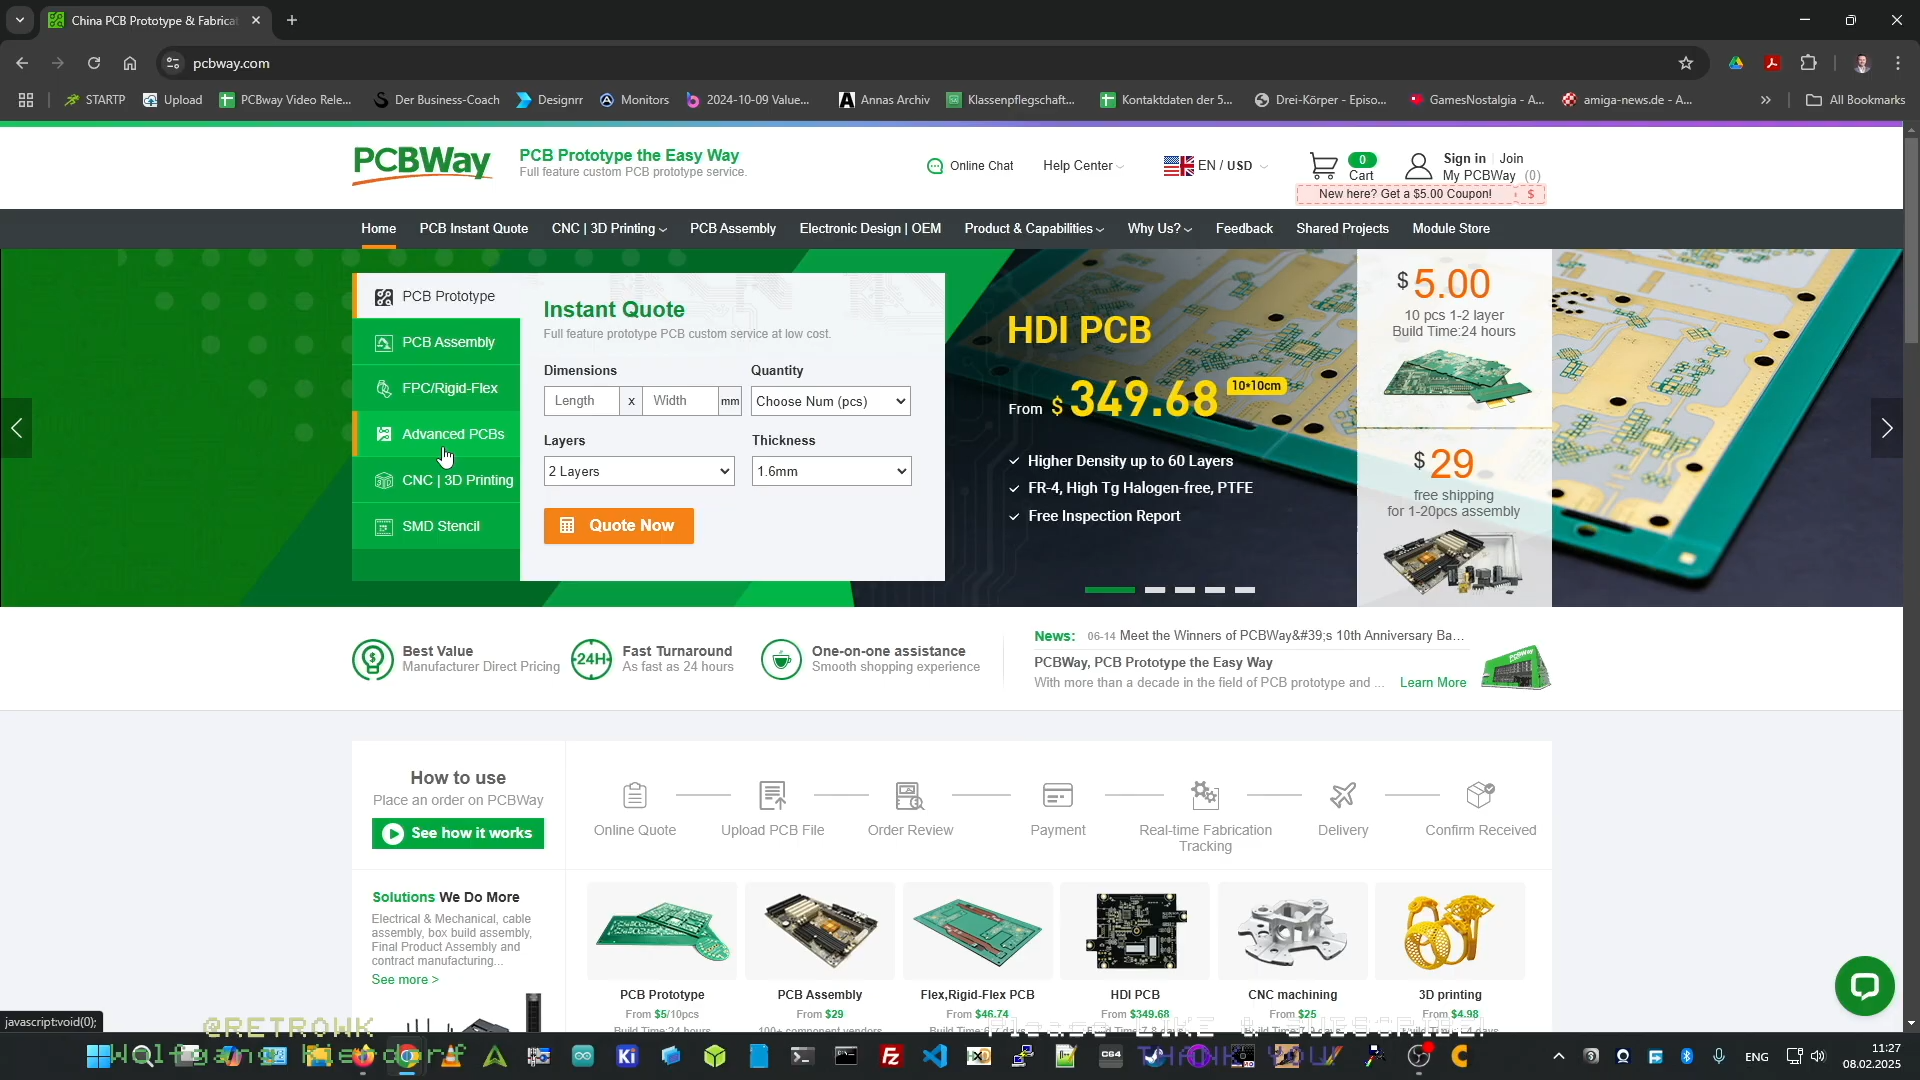 China PCB Prototype & Fabricat
pcbway.com
STARTP
Upload
PCBway Video Rele...
Der Business-Coach
Designrr
Monitors
2024-10-09 Value...
Annas Archiv
Klassenpflegschaft...
Kontaktdaten der 5...
Drei-Körper - Episo...
GamesNostalgia - A...
amiga-news.de - A...
All Bookmarks
PCBWay
PCB Prototype the Easy Way
Full feature custom PCB prototype service.
Online Chat
Help Center
EN / USD
0
Cart
Sign in
Join
My PCBWay (0)
New here? Get a $5.00 Coupon!
$
Home
PCB Instant Quote
CNC | 3D Printing
PCB Assembly
Electronic Design | OEM
Product & Capabilities
Why Us?
Feedback
Shared Projects
Module Store
PCB Prototype
PCB Assembly
FPC/Rigid-Flex
Advanced PCBs
CNC | 3D Printing
SMD Stencil
Instant Quote
Full feature prototype PCB custom service at low cost.
Dimensions
Quantity
Length x Width mm
Choose Num (pcs)
Layers
Thickness
2 Layers
1.6mm
Quote Now
HDI PCB
From $ 349.68 10*10cm
Higher Density up to 60 Layers
FR-4, High Tg Halogen-free, PTFE
Free Inspection Report
$ 5.00
10 pcs 1-2 layer
Build Time:24 hours
$ 29
free shipping
for 1-20pcs assembly
Best Value
Manufacturer Direct Pricing
24H
Fast Turnaround
As fast as 24 hours
One-on-one assistance
Smooth shopping experience
News: 06-14 Meet the Winners of PCBWay&#39;s 10th Anniversary Ba...
PCBWay, PCB Prototype the Easy Way
With more than a decade in the field of PCB prototype and ... Learn More
How to use
Place an order on PCBWay
See how it works
Online Quote
Upload PCB File
Order Review
Payment
Real-time Fabrication
Tracking
Delivery
Confirm Received
Solutions We Do More
Electrical & Mechanical, cable
assembly, box build assembly,
Final Product Assembly and
contract manufacturing...
See more >
PCB Prototype
From $5/10pcs
Build Time:24 hours
PCB Assembly
From $29
100+ component vendors
Flex,Rigid-Flex PCB
From $46.74
HDI PCB
From $349.68
CNC machining
From $25
3D printing
From $4.98
javascript:void(0);
@RETROWK
Wolfgang Kierdorf
Please LIKE & SUBSCRIBE!
THANK YOU
ENG
11:27
08.02.2025